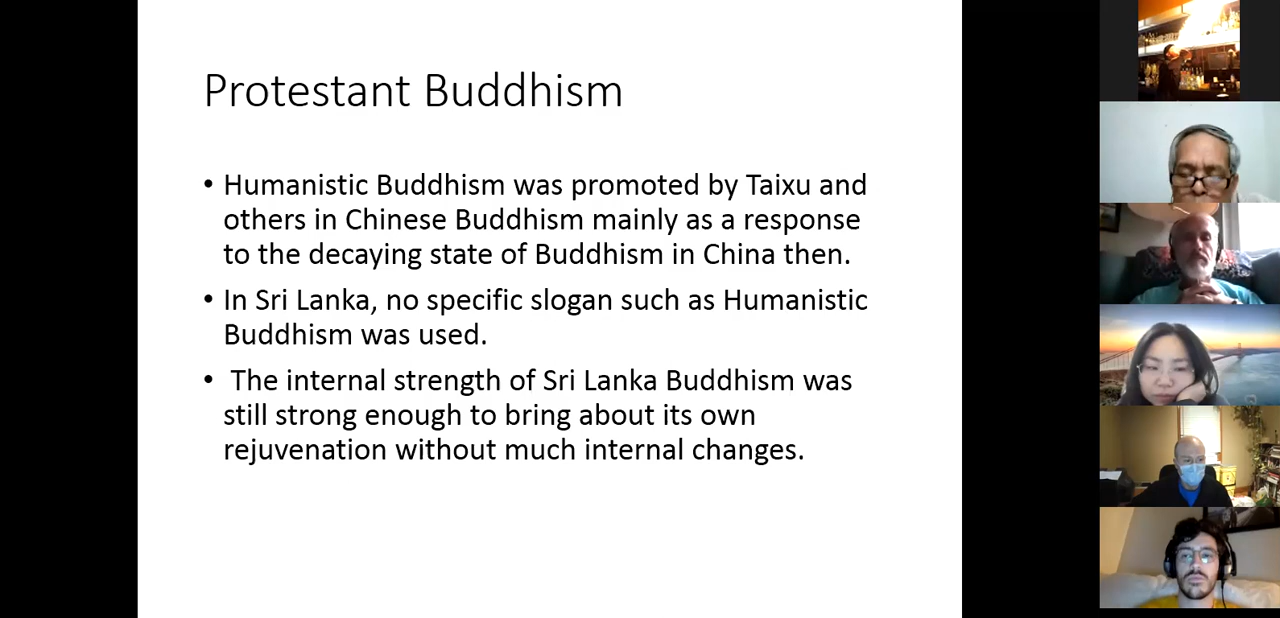 Protestant Buddhism
• Humanistic Buddhism was promoted by Taixu and
others in Chinese Buddhism mainly as a response
to the decaying state of Buddhism in China then.
• In Sri Lanka, no specific slogan such as Humanistic
Buddhism was used.
• The internal strength of Sri Lanka Buddhism was
still strong enough to bring about its own
rejuvenation without much internal changes.